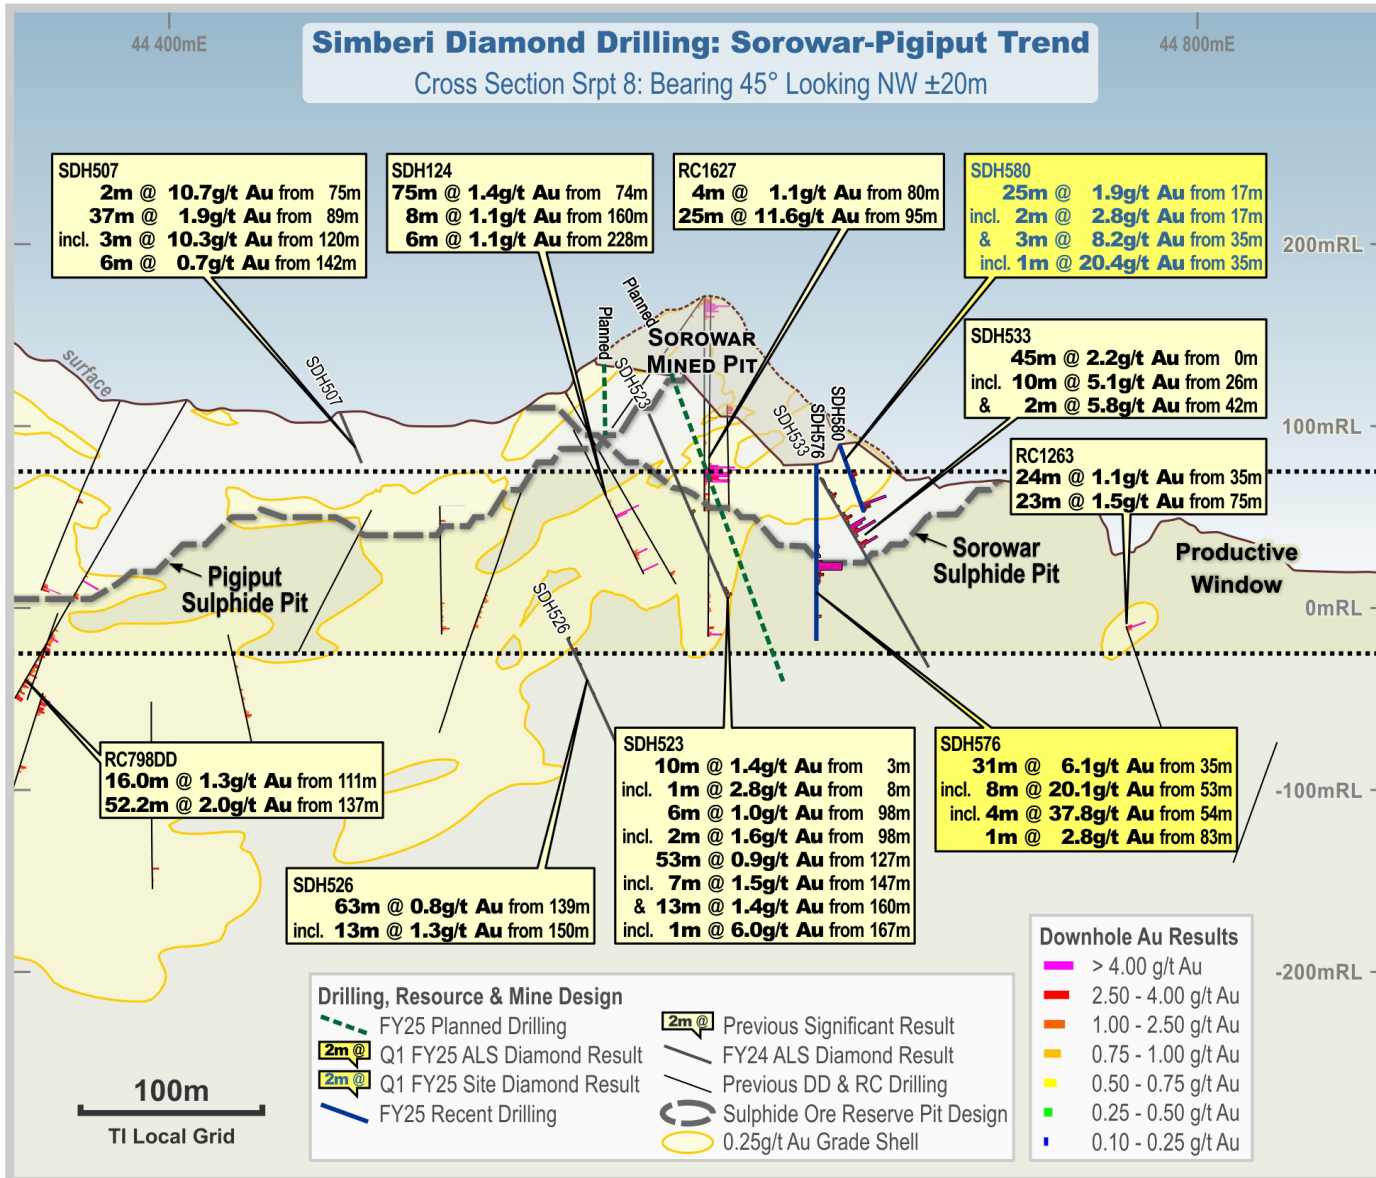 44 400mE
44 800mE
Simberi Diamond Drilling: Sorowar-Pigiput Trend
Cross Section Srpt 8: Bearing 45° Looking NW ±20m
SDH507
2m @ 10.7g/t Au from 75m
37m @ 1.9g/t Au from 89m
incl. 3m @ 10.3g/t Au from 120m
6m @ 0.7g/t Au from 142m
SDH124
75m @ 1.4g/t Au from 74m
8m @ 1.1g/t Au from 160m
6m @ 1.1g/t Au from 228m
RC1627
4m @ 1.1g/t Au from 80m
25m @ 11.6g/t Au from 95m
SDH580
25m @ 1.9g/t Au from 17m
incl. 2m @ 2.8g/t Au from 17m
& 3m @ 8.2g/t Au from 35m
incl. 1m @ 20.4g/t Au from 35m
200mRL
SDH533
45m @ 2.2g/t Au from 0m
incl. 10m @ 5.1g/t Au from 26m
& 2m @ 5.8g/t Au from 42m
surface
SDH507
Planned
Planned
SDH523
SOROWAR
MINED PIT
SDH533
SDH576
SDH580
100mRL
RC1263
24m @ 1.1g/t Au from 35m
23m @ 1.5g/t Au from 75m
Pigiput
Sulphide Pit
SDH526
Sorowar
Sulphide Pit
Productive
Window
0mRL
RC798DD
16.0m @ 1.3g/t Au from 111m
52.2m @ 2.0g/t Au from 137m
SDH523
10m @ 1.4g/t Au from 3m
incl. 1m @ 2.8g/t Au from 8m
6m @ 1.0g/t Au from 98m
incl. 2m @ 1.6g/t Au from 98m
53m @ 0.9g/t Au from 127m
incl. 7m @ 1.5g/t Au from 147m
& 13m @ 1.4g/t Au from 160m
incl. 1m @ 6.0g/t Au from 167m
SDH576
31m @ 6.1g/t Au from 35m
incl. 8m @ 20.1g/t Au from 53m
incl. 4m @ 37.8g/t Au from 54m
1m @ 2.8g/t Au from 83m
-100mRL
SDH526
63m @ 0.8g/t Au from 139m
incl. 13m @ 1.3g/t Au from 150m
-200mRL
100m
TI Local Grid
Drilling, Resource & Mine Design
FY25 Planned Drilling
2m @ Q1 FY25 ALS Diamond Result
2m @ Q1 FY25 Site Diamond Result
FY25 Recent Drilling
2m @ Previous Significant Result
FY24 ALS Diamond Result
Previous DD & RC Drilling
Sulphide Ore Reserve Pit Design
0.25g/t Au Grade Shell
Downhole Au Results
> 4.00 g/t Au
2.50 - 4.00 g/t Au
1.00 - 2.50 g/t Au
0.75 - 1.00 g/t Au
0.50 - 0.75 g/t Au
0.25 - 0.50 g/t Au
0.10 - 0.25 g/t Au